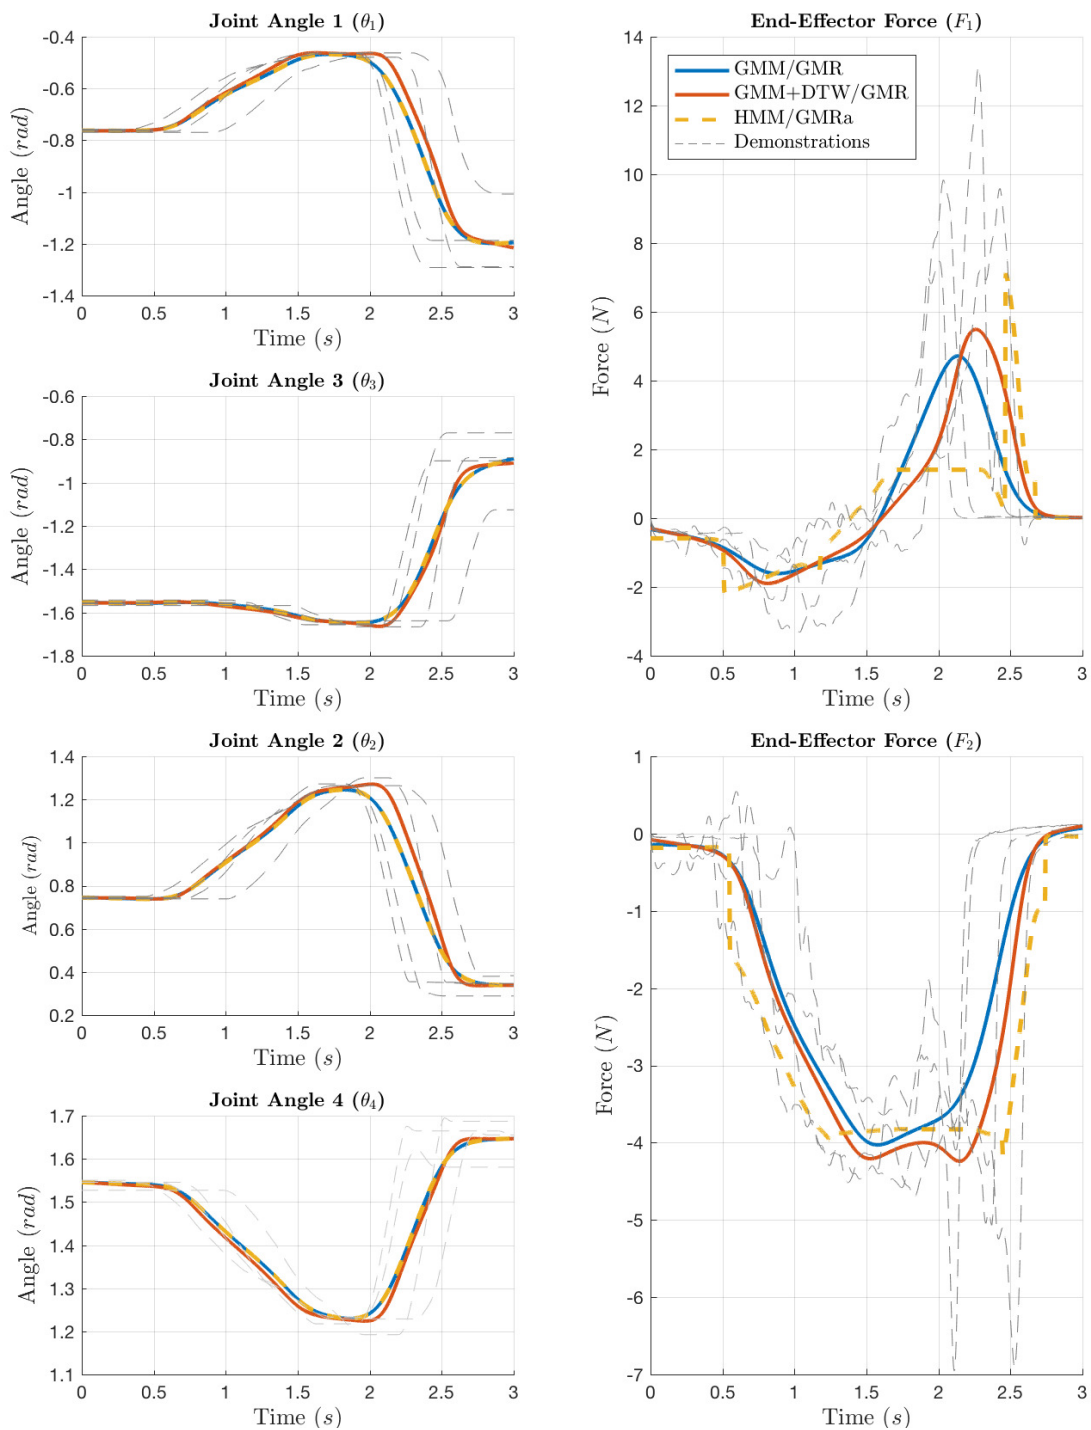 Joint Angle 1 (θ₁)
-0.4
-0.6
-0.8
-1
-1.2
-1.4
Angle (rad)
0 0.5 1 1.5 2 2.5 3
Time (s)
Joint Angle 3 (θ₃)
-0.6
-0.8
-1
-1.2
-1.4
-1.6
-1.8
Angle (rad)
0 0.5 1 1.5 2 2.5 3
Time (s)
Joint Angle 2 (θ₂)
1.4
1.2
1
0.8
0.6
0.4
0.2
Angle (rad)
0 0.5 1 1.5 2 2.5 3
Time (s)
Joint Angle 4 (θ₄)
1.7
1.6
1.5
1.4
1.3
1.2
1.1
Angle (rad)
0 0.5 1 1.5 2 2.5 3
Time (s)
End-Effector Force (F₁)
14
12
10
8
6
4
2
0
-2
-4
Force (N)
GMM/GMR
GMM+DTW/GMR
HMM/GMRa
Demonstrations
0 0.5 1 1.5 2 2.5 3
Time (s)
End-Effector Force (F₂)
1
0
-1
-2
-3
-4
-5
-6
-7
Force (N)
0 0.5 1 1.5 2 2.5 3
Time (s)